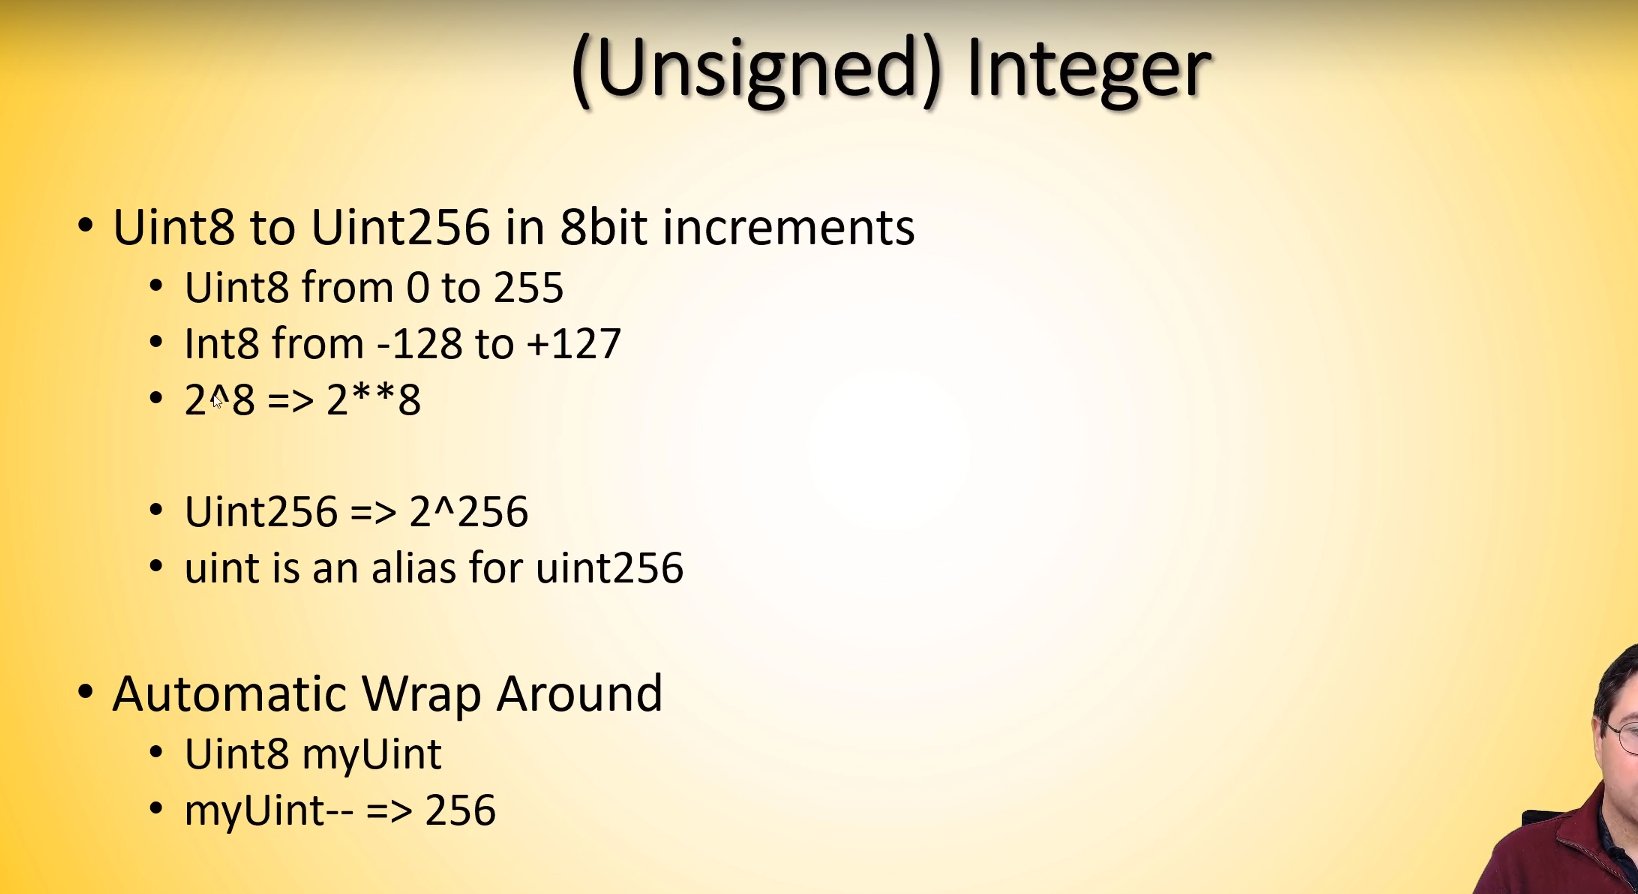 (Unsigned) Integer
• Uint8 to Uint256 in 8bit increments
• Uint8 from 0 to 255
• Int8 from -128 to +127
• 2^8 => 2**8
• Uint256 => 2^256
• uint is an alias for uint256
• Automatic Wrap Around
• Uint8 myUint
• myUint-- => 256